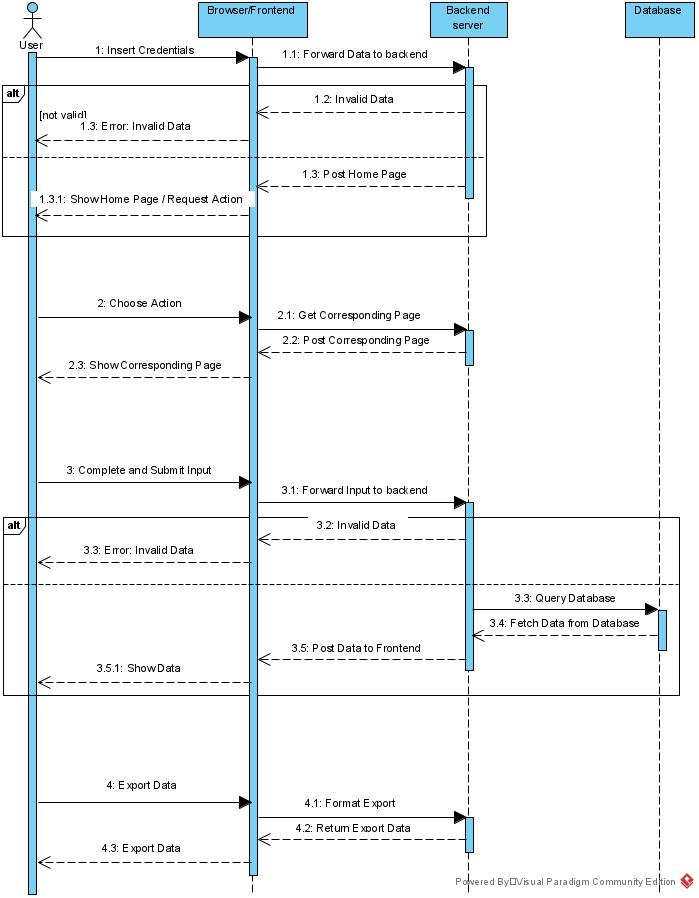 Browser/Frontend
Backend
server
Database
User
1: Insert Credentials
1.1: Forward Data to backend
alt
1.2: Invalid Data
[not valid]
1.3: Error: Invalid Data
1.3: Post Home Page
1.3.1: Show Home Page / Request Action
2: Choose Action
2.1: Get Corresponding Page
2.2: Post Corresponding Page
2.3: Show Corresponding Page
3: Complete and Submit Input
3.1: Forward Input to backend
alt
3.2: Invalid Data
3.3: Error: Invalid Data
3.3: Query Database
3.4: Fetch Data from Database
3.5: Post Data to Frontend
3.5.1: Show Data
4: Export Data
4.1: Format Export
4.2: Return Export Data
4.3: Export Data
Powered By Visual Paradigm Community Edition